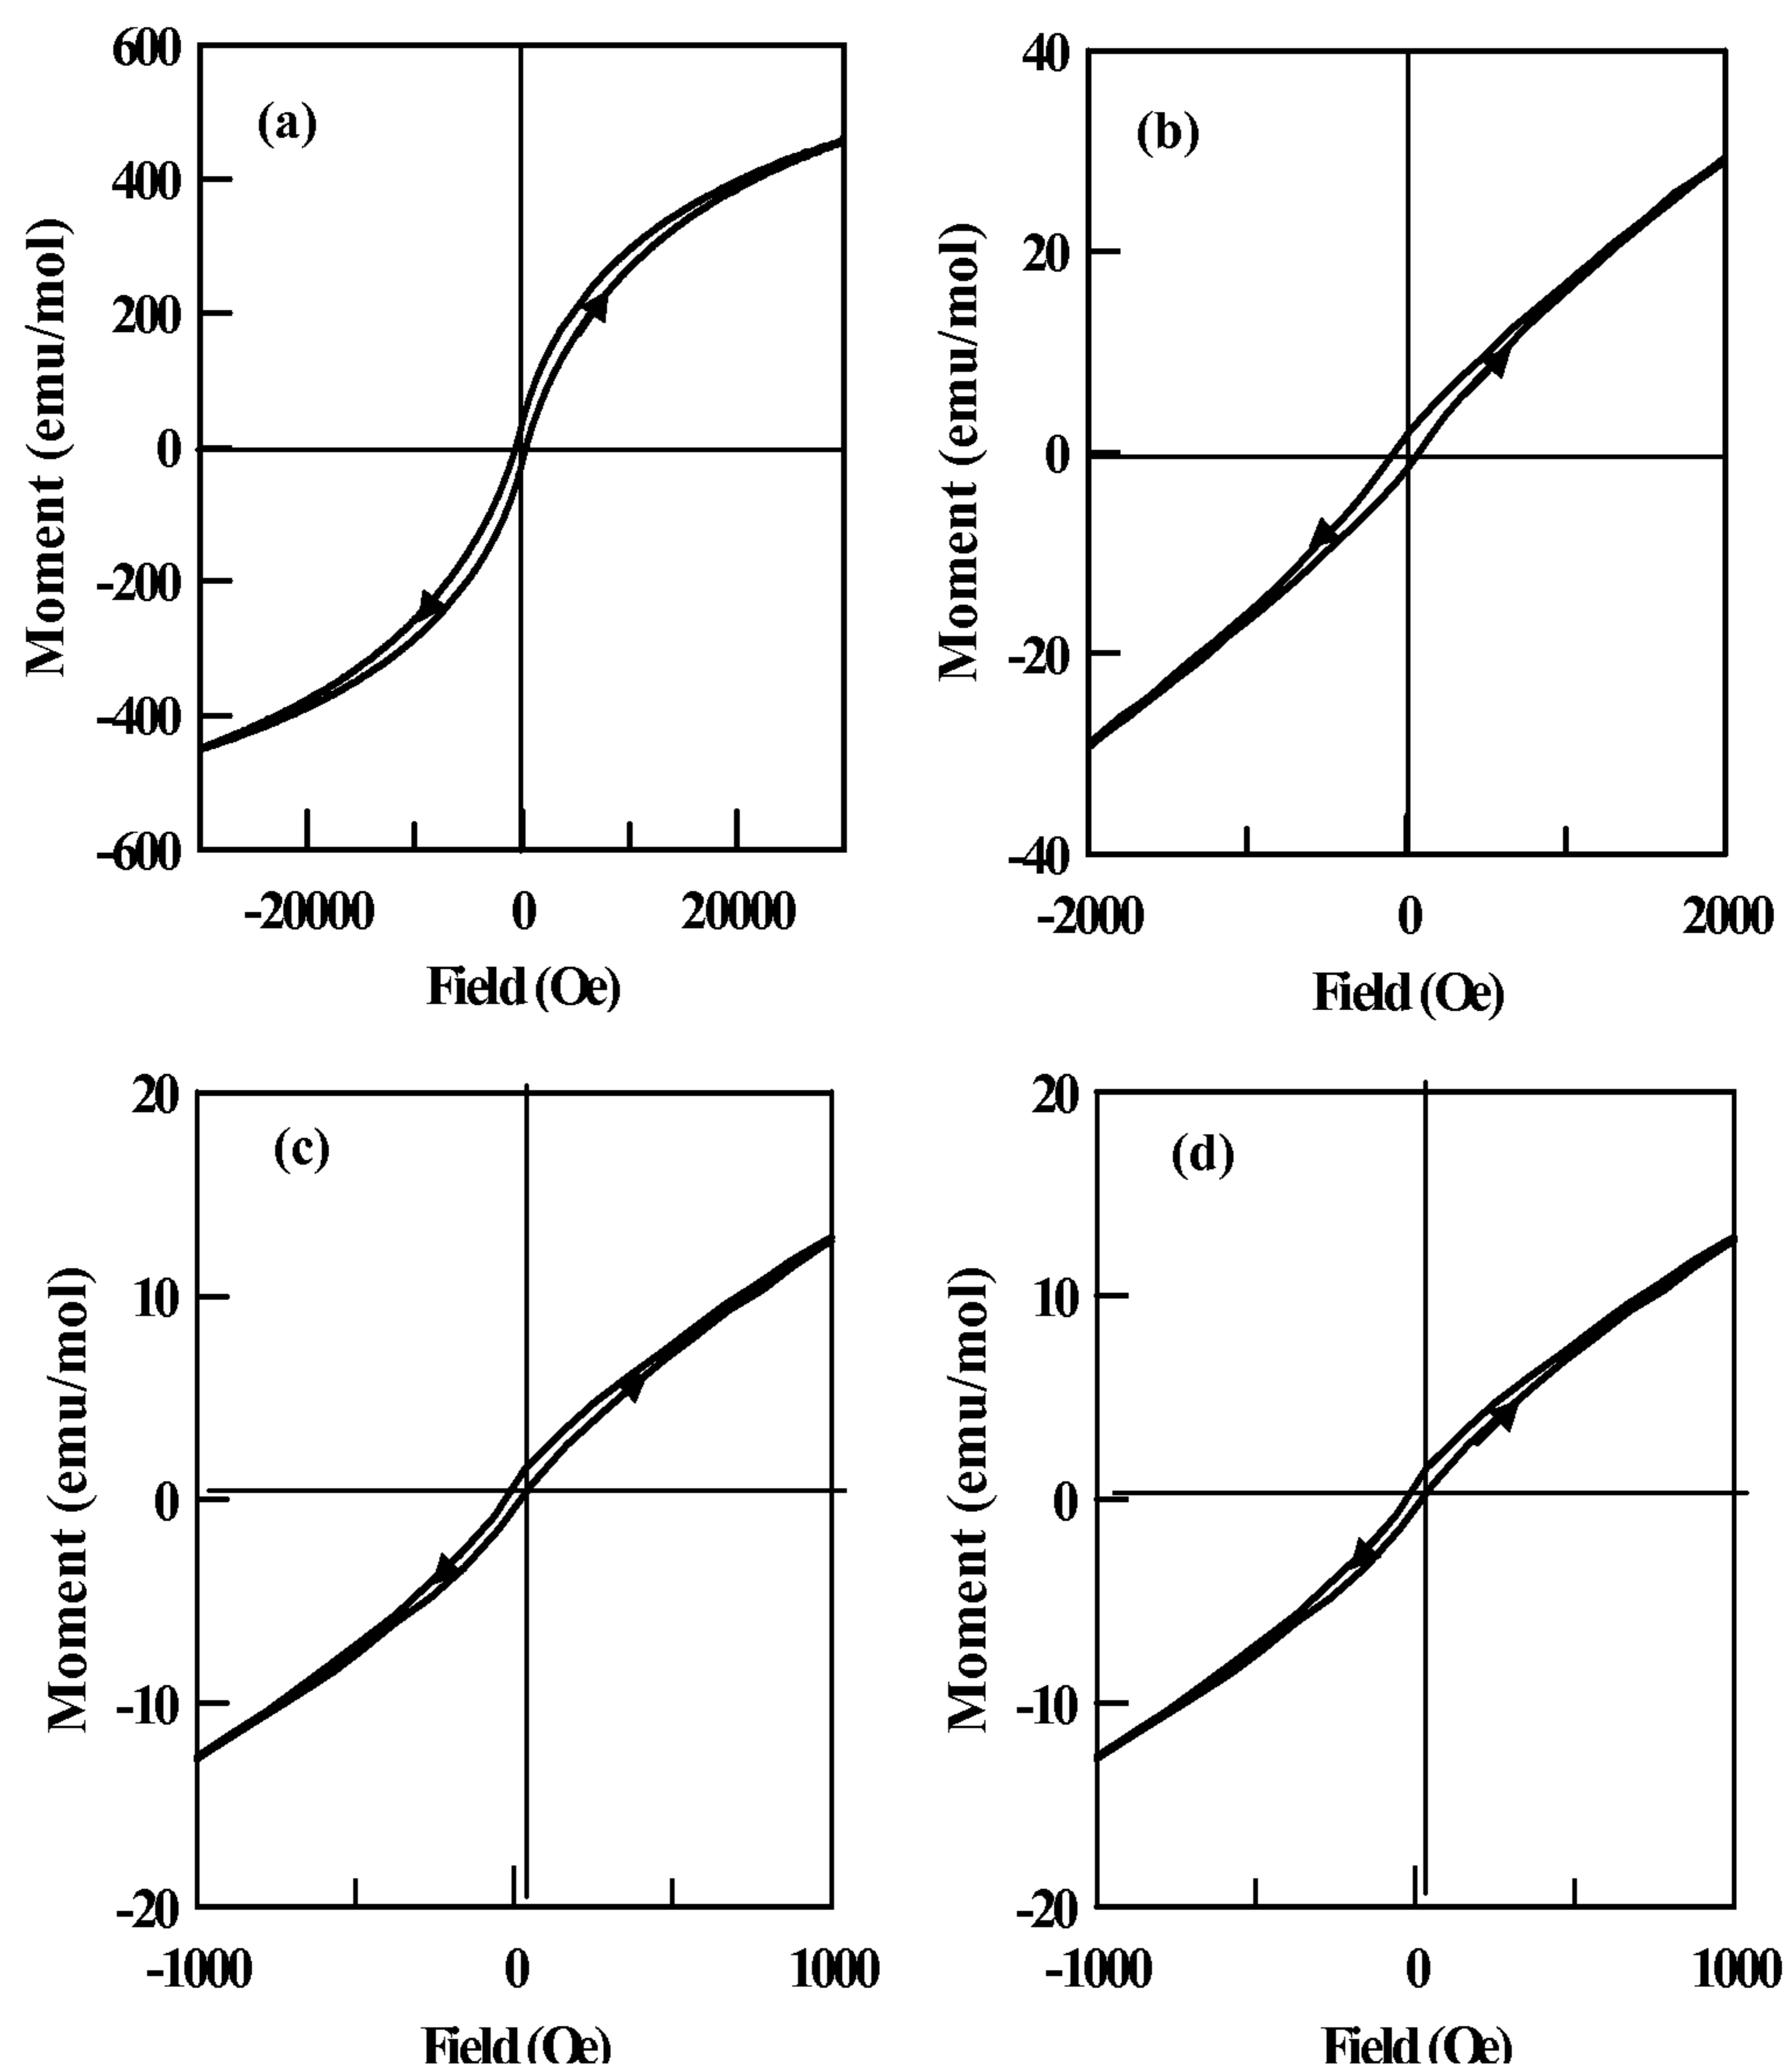 600
(a)
400
200
0
-200
-400
-600
-20000 0 20000
Field (Oe)
Moment (emu/mol)
40
(b)
20
0
-20
-40
-2000 0 2000
Field (Oe)
Moment (emu/mol)
20
(c)
10
0
-10
-20
-1000 0 1000
Field (Oe)
Moment (emu/mol)
20
(d)
10
0
-10
-20
-1000 0 1000
Field (Oe)
Moment (emu/mol)